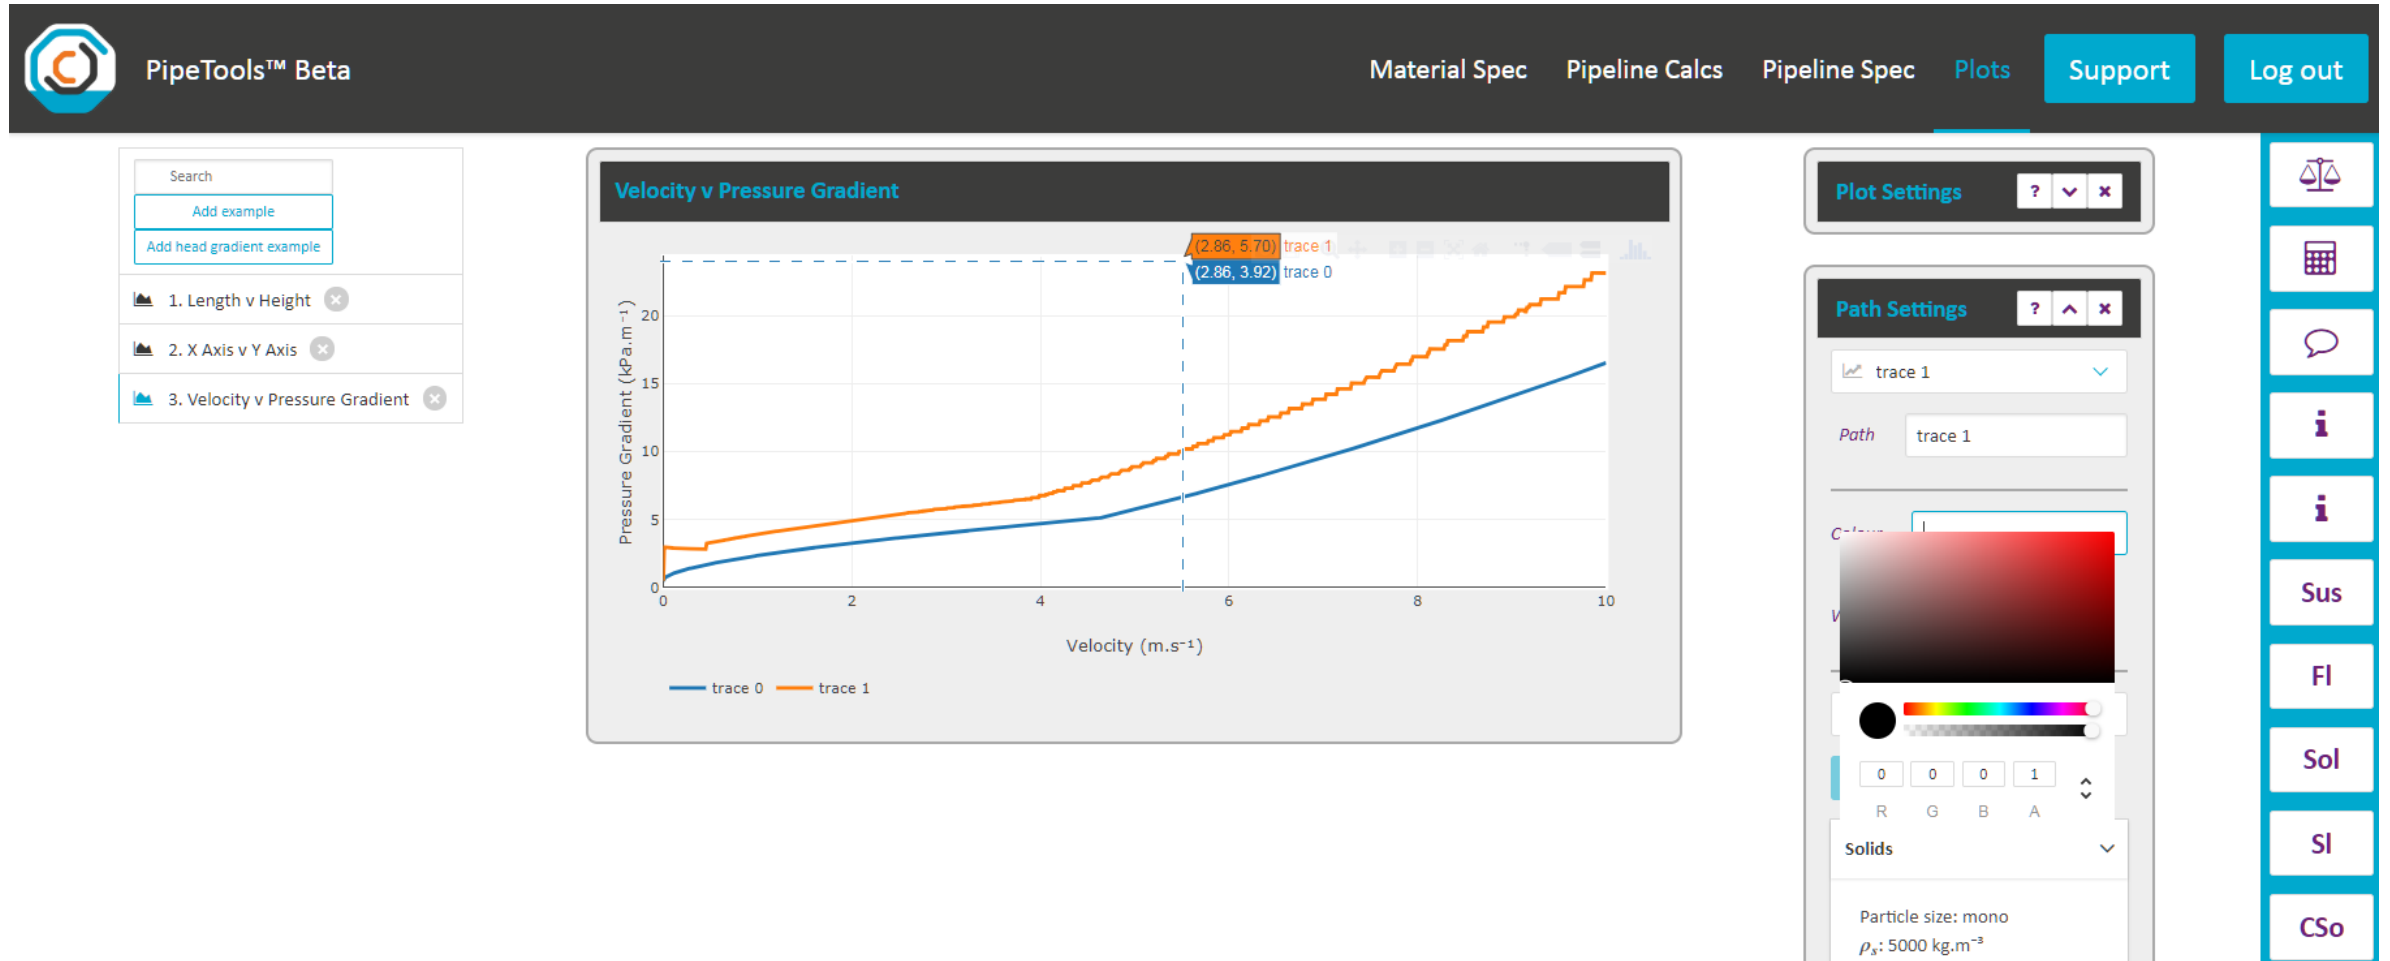 PipeTools™ Beta
Material Spec
Pipeline Calcs
Pipeline Spec
Plots
Support
Log out
Search
Add example
Add head gradient example
1. Length v Height
2. X Axis v Y Axis
3. Velocity v Pressure Gradient
Velocity v Pressure Gradient
(2.86, 5.70) trace 1
(2.86, 3.92) trace 0
Pressure Gradient (kPa.m⁻¹)
20
15
10
5
0
0 2 4 6 8 10
Velocity (m.s⁻¹)
trace 0 trace 1
Plot Settings
?
Path Settings
?
trace 1
Path trace 1
Colour
0 0 0 1
R G B A
Solids
Particle size: mono
ρₛ: 5000 kg.m⁻³
i
i
Sus
Fl
Sol
Sl
CSo